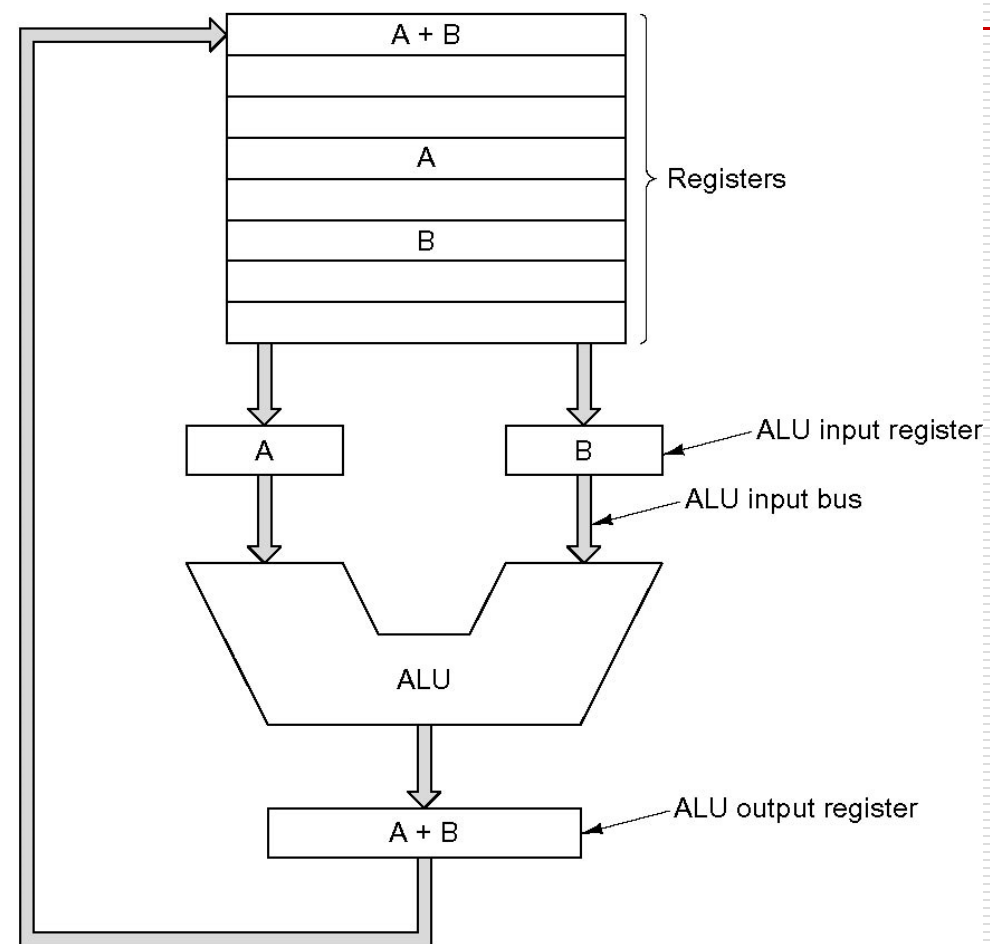 A + B
A
Registers
B
A
B
ALU input register
ALU input bus
ALU
A + B
ALU output register